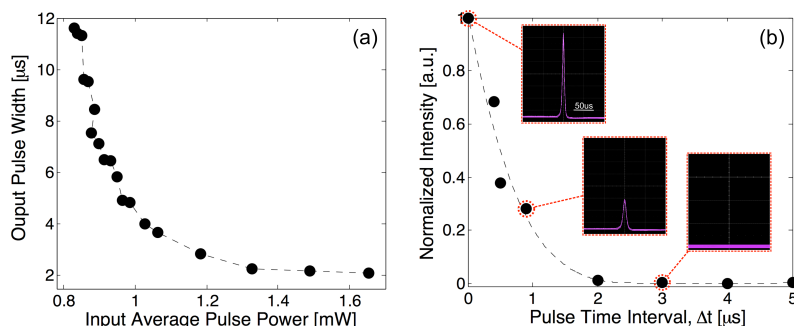 (a)
12
10
8
6
4
2
Ouput Pulse Width [μs]
0.8 1 1.2 1.4 1.6
Input Average Pulse Power [mW]
(b)
1
0.8
0.6
0.4
0.2
0
Normalized Intensity [a.u.]
50us
0 1 2 3 4 5
Pulse Time Interval, Δt [μs]